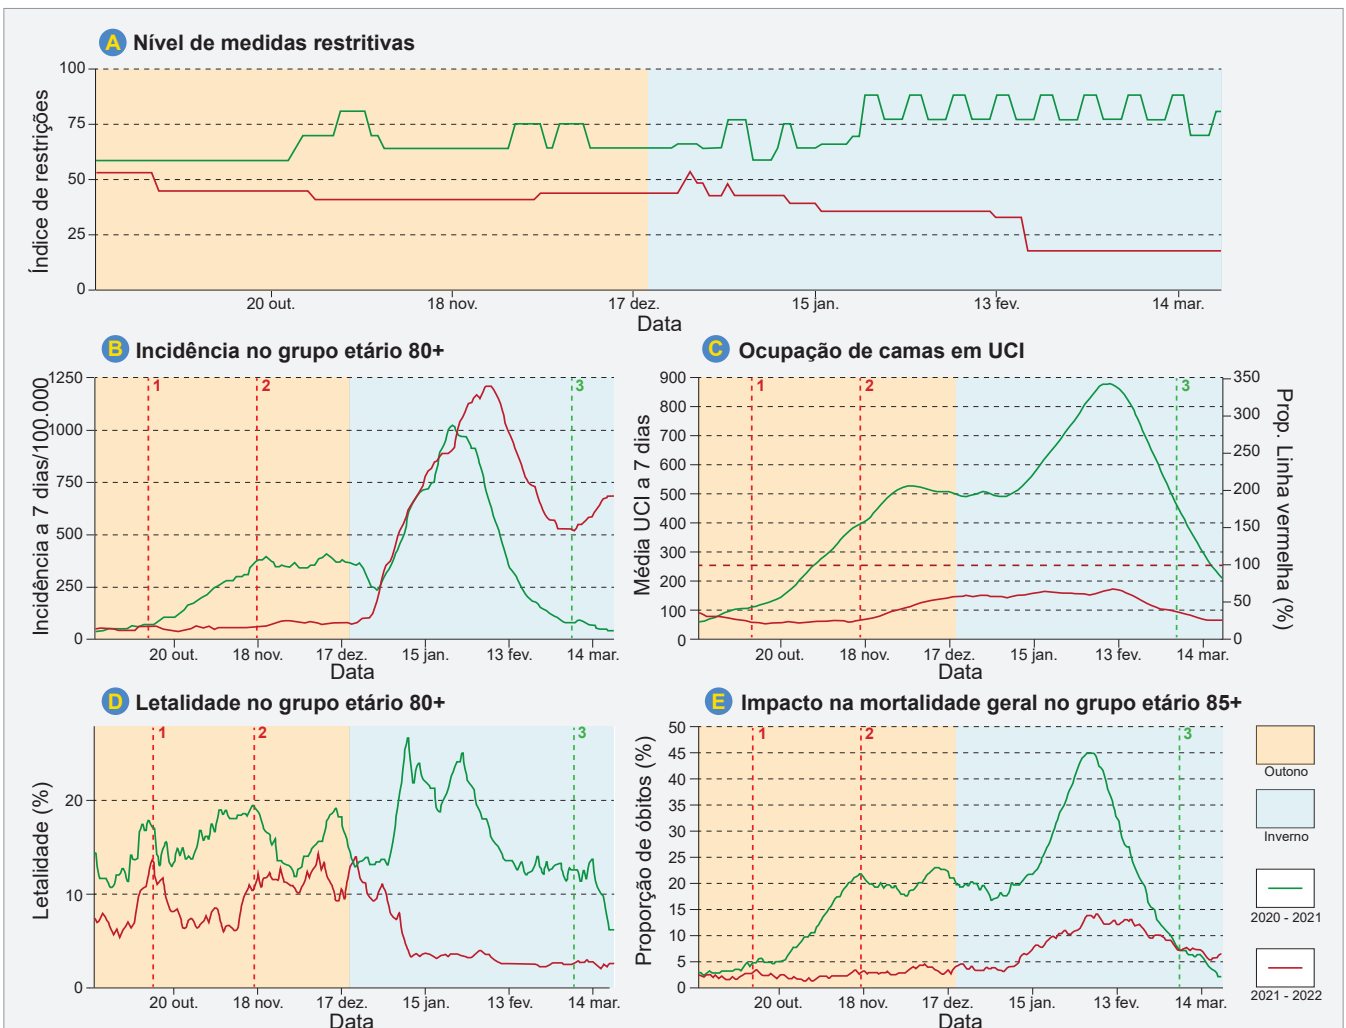 A Nível de medidas restritivas
Índice de restrições
100
75
50
25
0
20 out. 18 nov. 17 dez. 15 jan. 13 fev. 14 mar.
Data
B Incidência no grupo etário 80+
Incidência a 7 dias/100.000
1250
1000
750
500
250
0
1 2 3
20 out. 18 nov. 17 dez. 15 jan. 13 fev. 14 mar.
Data
C Ocupação de camas em UCI
Média UCI a 7 dias
900
800
700
600
500
400
300
200
100
0
1 2 3
350
300
250
200
150
100
50
0
Prop. Linha vermelha (%)
20 out. 18 nov. 17 dez. 15 jan. 13 fev. 14 mar.
Data
D Letalidade no grupo etário 80+
Letalidade (%)
20
10
0
1 2 3
20 out. 18 nov. 17 dez. 15 jan. 13 fev. 14 mar.
Data
E Impacto na mortalidade geral no grupo etário 85+
Proporção de óbitos (%)
50
45
40
35
30
25
20
15
10
5
0
1 2 3
20 out. 18 nov. 17 dez. 15 jan. 13 fev. 14 mar.
Data
Outono
Inverno
2020 - 2021
2021 - 2022